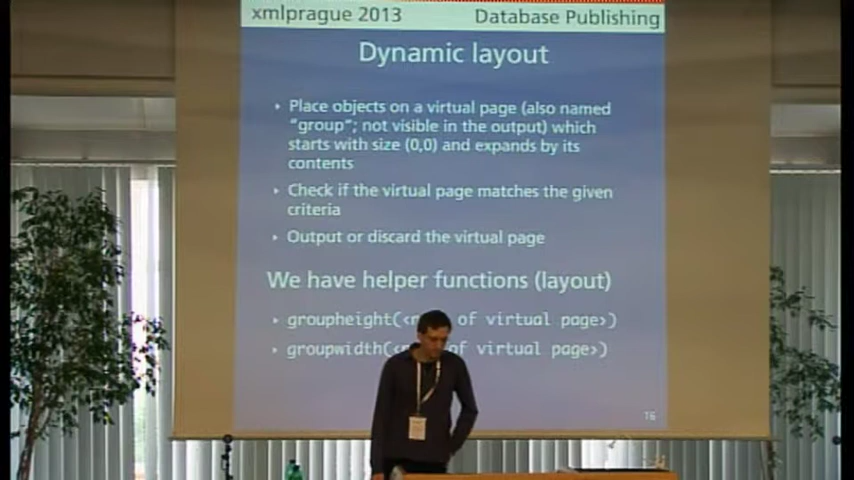 xmlprague 2013 Database Publishing
Dynamic layout
Place objects on a virtual page (also named
"group"; not visible in the output) which
starts with size (0,0) and expands by its
contents
Check if the virtual page matches the given
criteria
Output or discard the virtual page
We have helper functions (layout)
groupheight(< of virtual page>)
groupwidth(< of virtual page>)
16